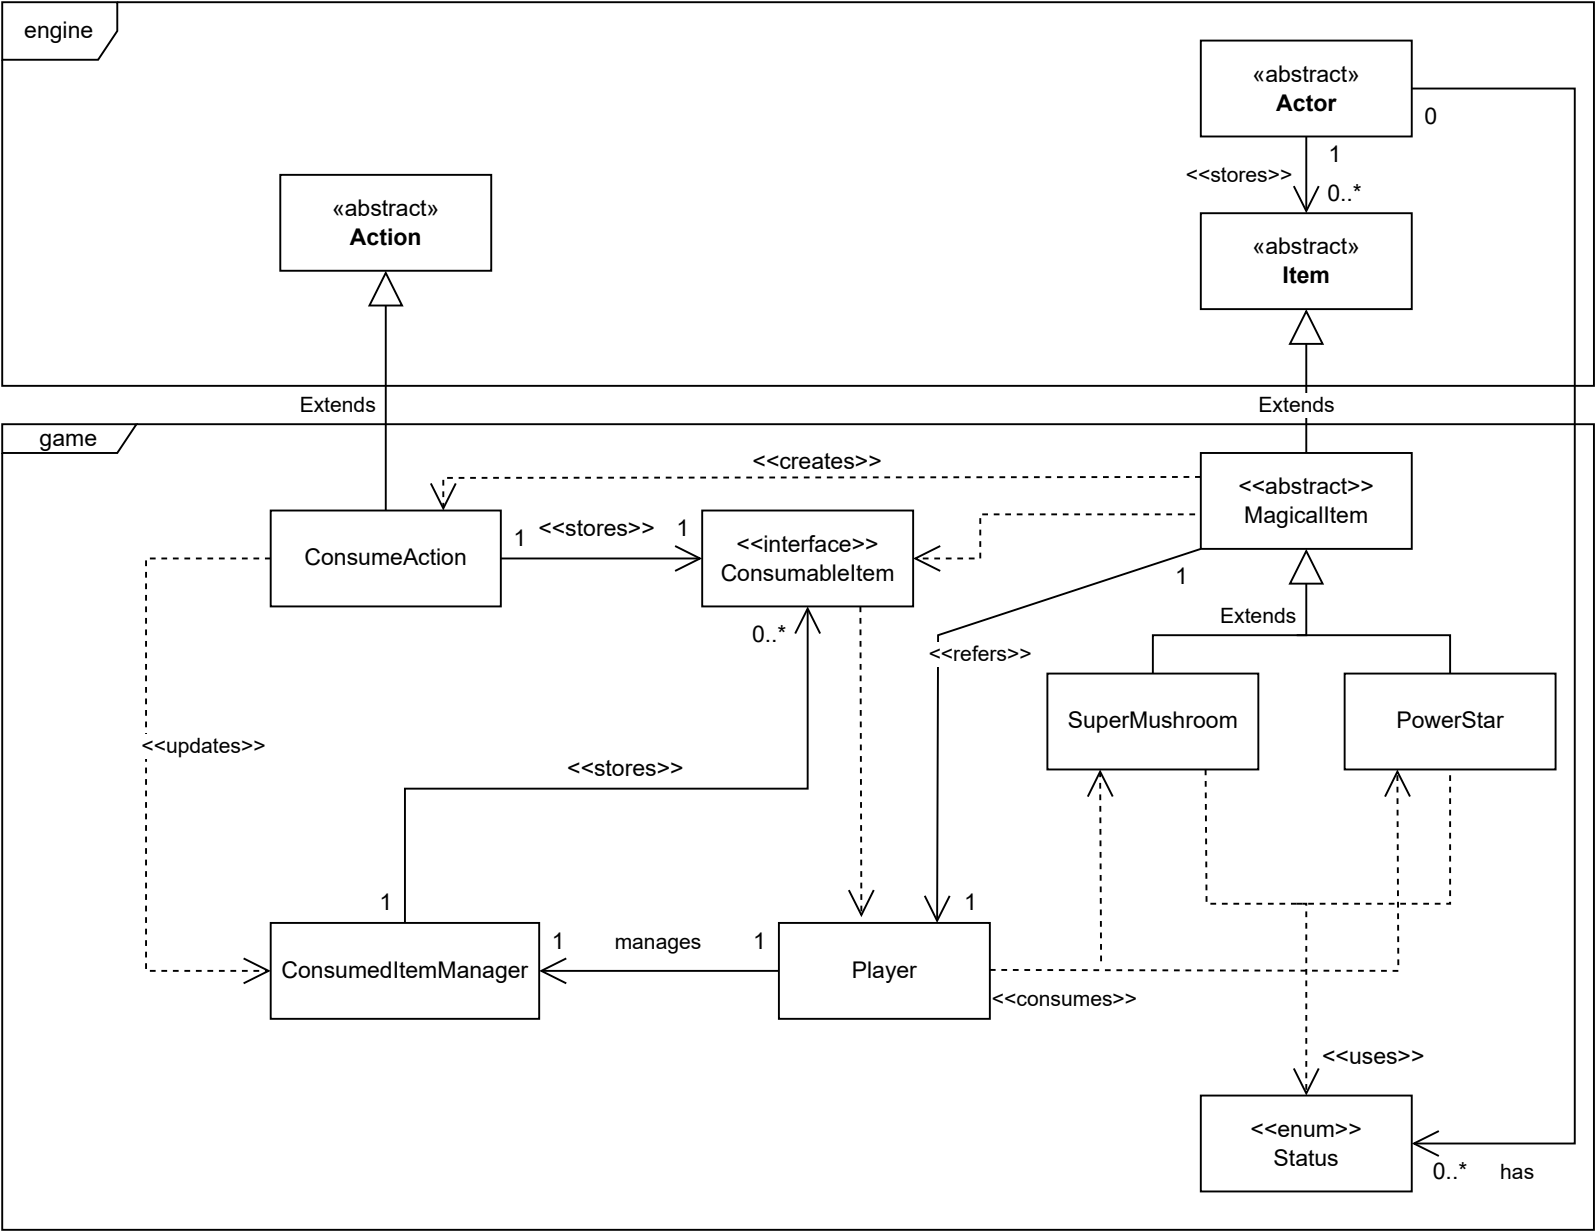 engine
«abstract»
Actor
0
1
<<stores>>
0..*
«abstract»
Action
«abstract»
Item
Extends
Extends
game
<<creates>>
<<abstract>>
MagicalItem
ConsumeAction
1
<<stores>>
1
<<interface>>
ConsumableItem
1
Extends
0..*
<<refers>>
SuperMushroom
PowerStar
<<updates>>
<<stores>>
1
1
ConsumedItemManager
1
manages
1
Player
<<consumes>>
<<uses>>
<<enum>>
Status
0..*
has